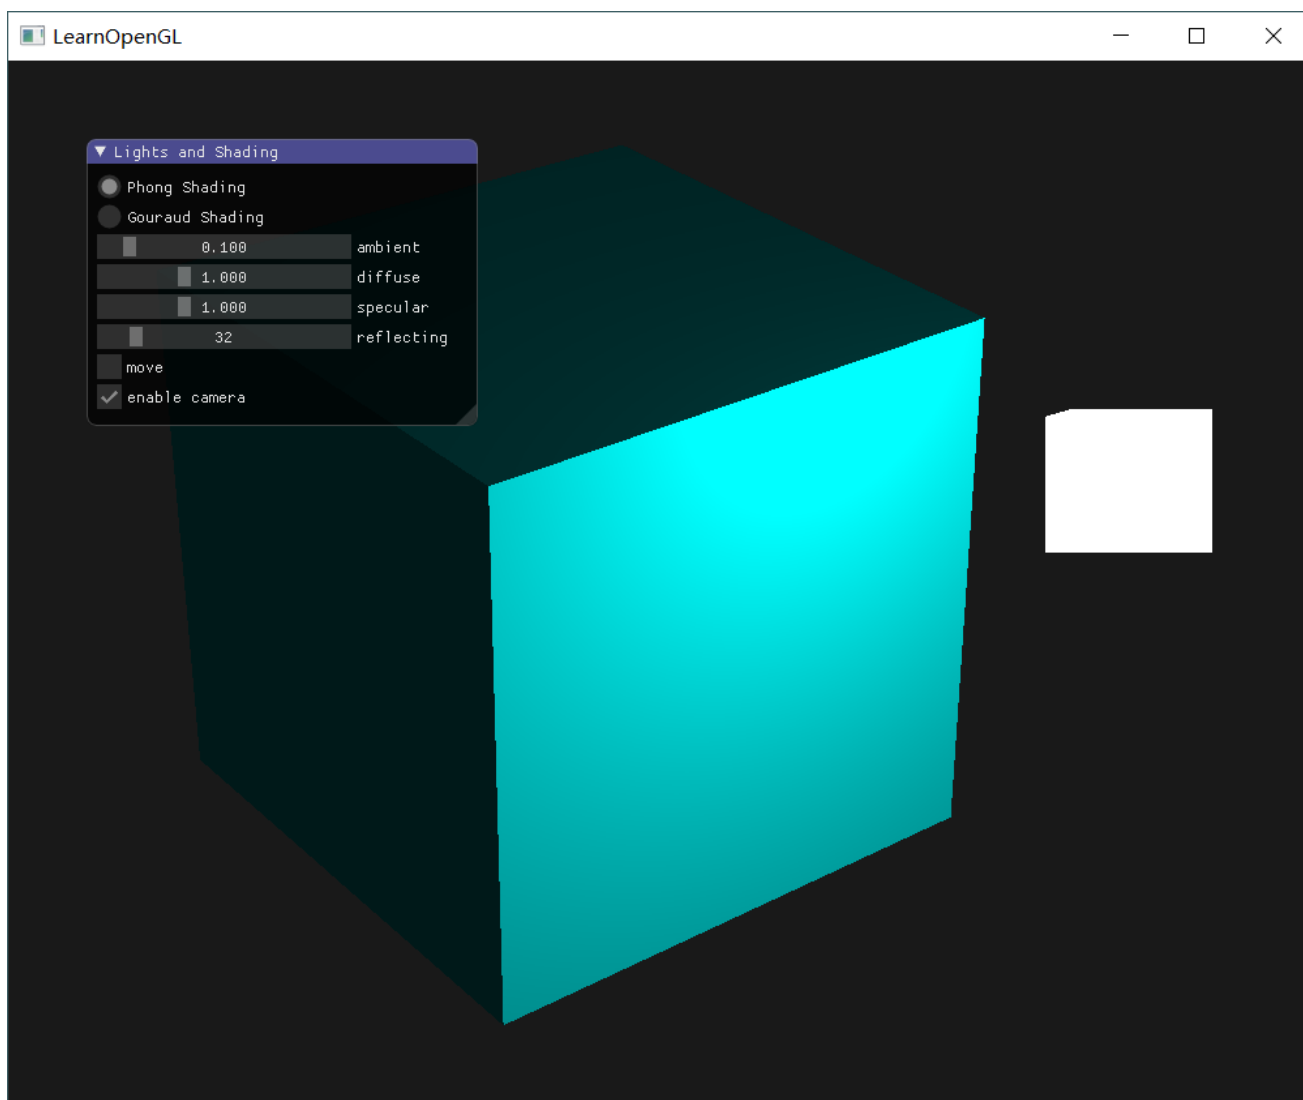 LearnOpenGL
Lights and Shading
Phong Shading
Gouraud Shading
0.100 ambient
1.000 diffuse
1.000 specular
32 reflecting
move
enable camera